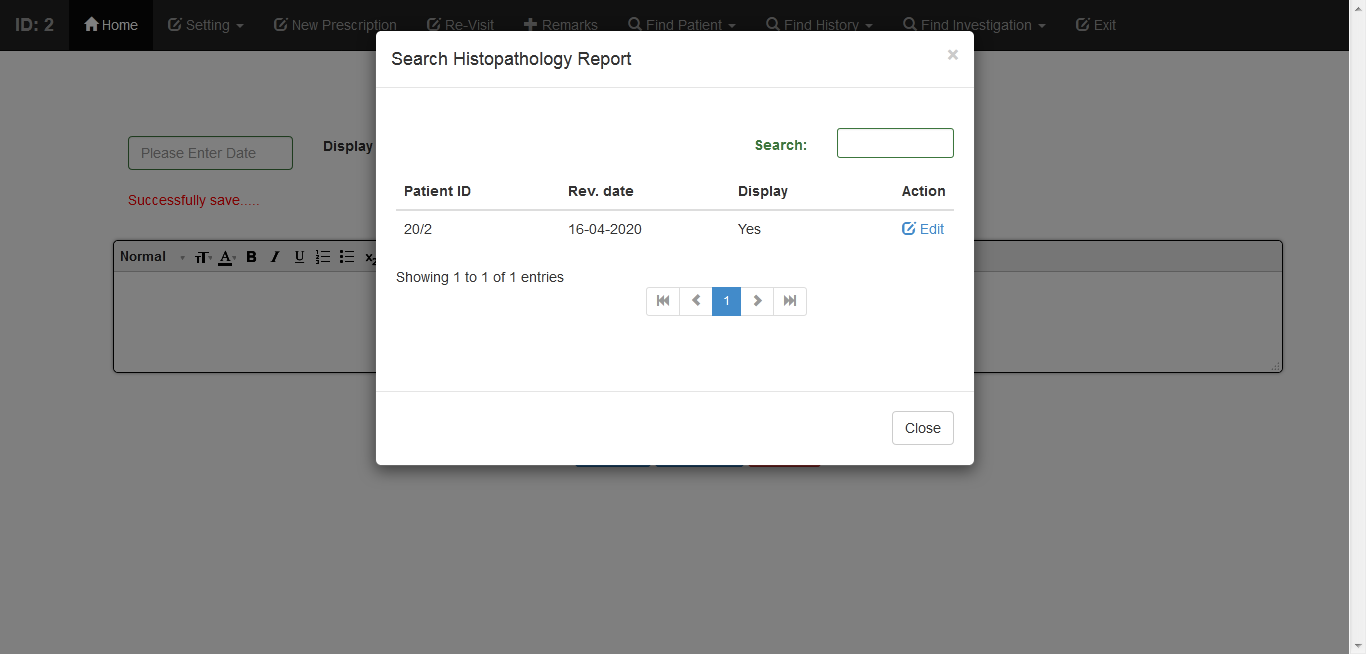 ID: 2 Home Setting New Prescription Re-Visit Remarks Find Patient Find History Find Investigation Exit
Search Histopathology Report ×
Please Enter Date Display
Search:
Successfully save.....
Patient ID Rev. date Display Action
20/2 16-04-2020 Yes Edit
Normal TT A B I U x2
Showing 1 to 1 of 1 entries
1
Close